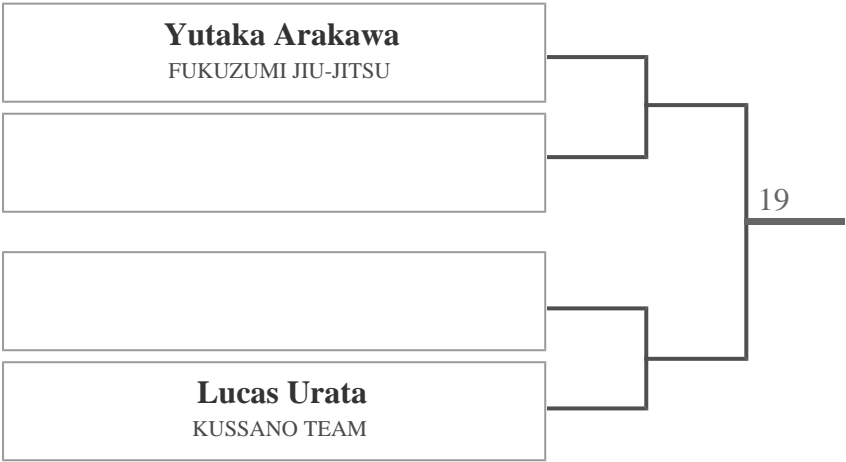 Yutaka Arakawa
FUKUZUMI JIU-JITSU
19
Lucas Urata
KUSSANO TEAM